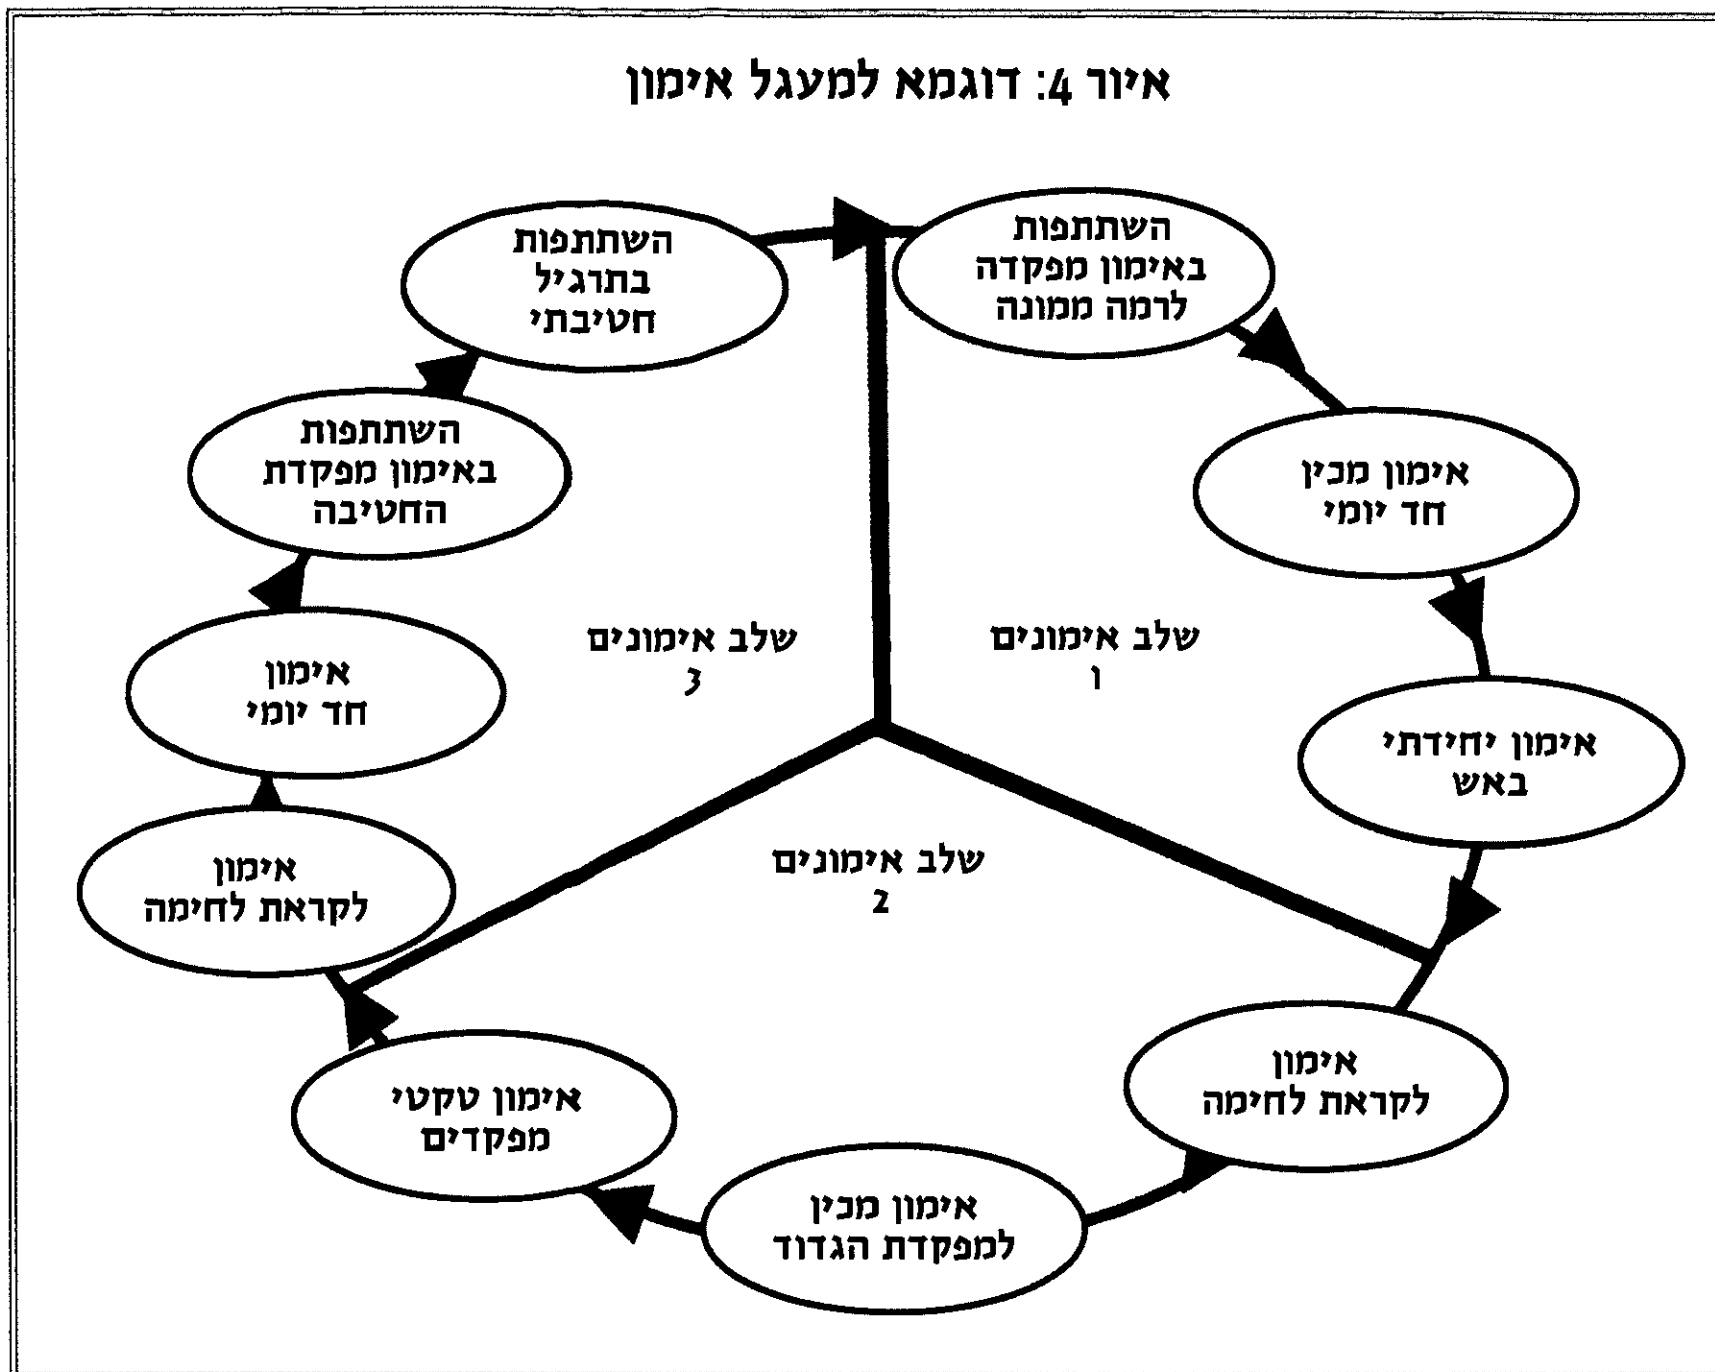 איור 4: דוגמא למעגל אימון
השתתפות
באימון מפקדה
לרמה ממונה
אימון מכין
חד יומי
אימון יחידתי
באש
אימון
לקראת לחימה
אימון מכין
למפקדת הגדוד
אימון טקטי
מפקדים
אימון
לקראת לחימה
אימון
חד יומי
השתתפות
באימון מפקדת
החטיבה
השתתפות
בתרגיל
חטיבתי
שלב אימונים
1
שלב אימונים
2
שלב אימונים
3